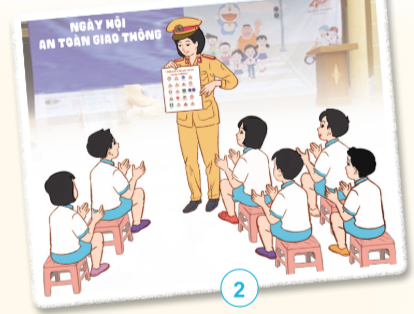 NGÀY HỘI
AN TOÀN GIAO THÔNG
2